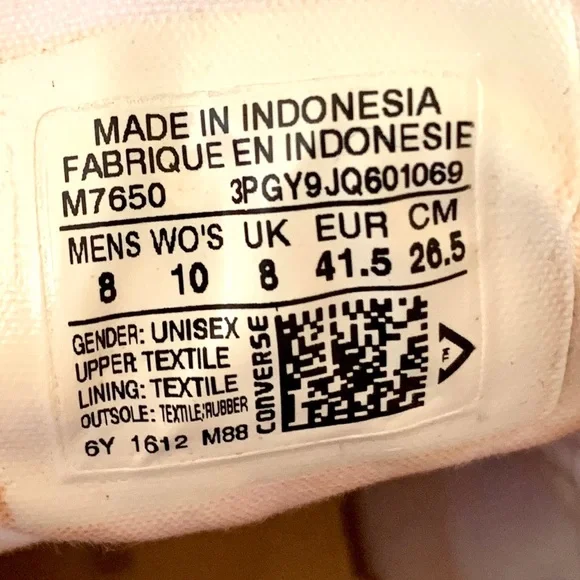 MADE IN INDONESIA
FABRIQUE EN INDONESIE
M7650 3PGY9JQ601069
MENS WO'S UK EUR CM
8 10 8 41.5 26.5
GENDER: UNISEX
UPPER TEXTILE
LINING: TEXTILE
OUTSOLE: TEXTILE;RUBBER
6Y 1612 M88
CONVERSE
TM